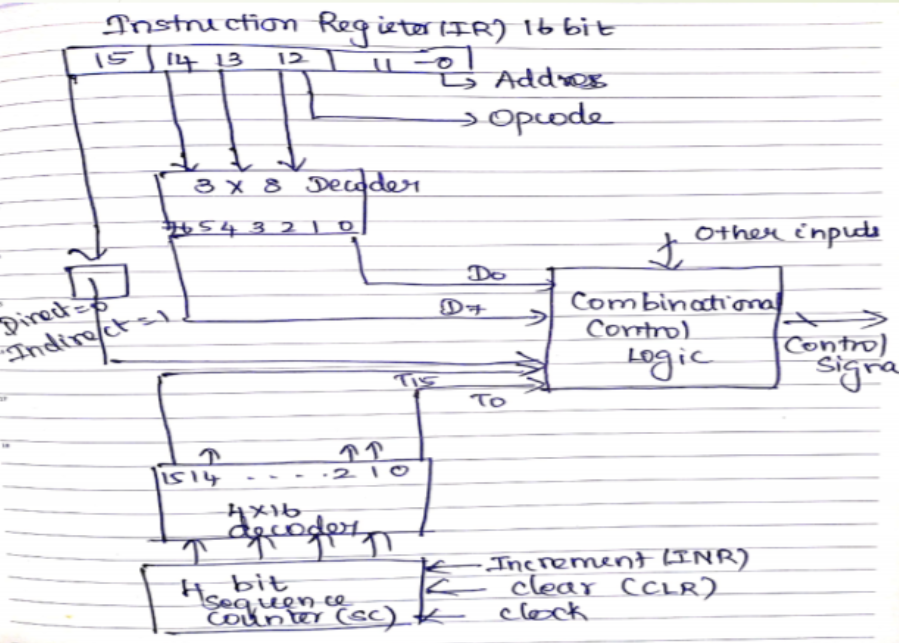 Instruction Register (IR) 16 bit
15 14 13 12 11 - 0
Address
Opcode
3 x 8 Decoder
7 6 5 4 3 2 1 0
Other inputs
D0
D7
Direct = 0
Indirect = 1
Combinational
Control
Logic
Control
Signa
T15
T0
15 14 - - . - . 2 1 0
4x16
decoder
4 bit
sequence
counter (SC)
Increment (INR)
clear (CLR)
clock